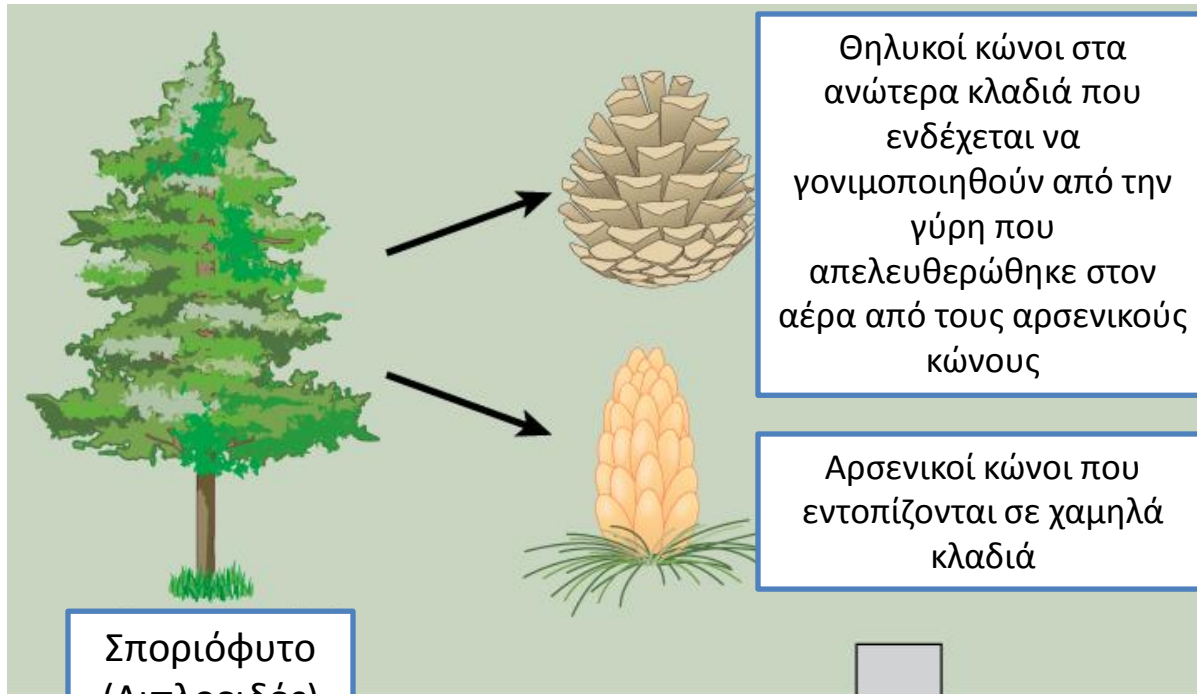 Θηλυκοί κώνοι στα
ανώτερα κλαδιά που
ενδέχεται να
γονιμοποιηθούν από την
γύρη που
απελευθερώθηκε στον
αέρα από τους αρσενικούς
κώνους
Αρσενικοί κώνοι που
εντοπίζονται σε χαμηλά
κλαδιά
Σποριόφυτο
(Διπλοειδές)